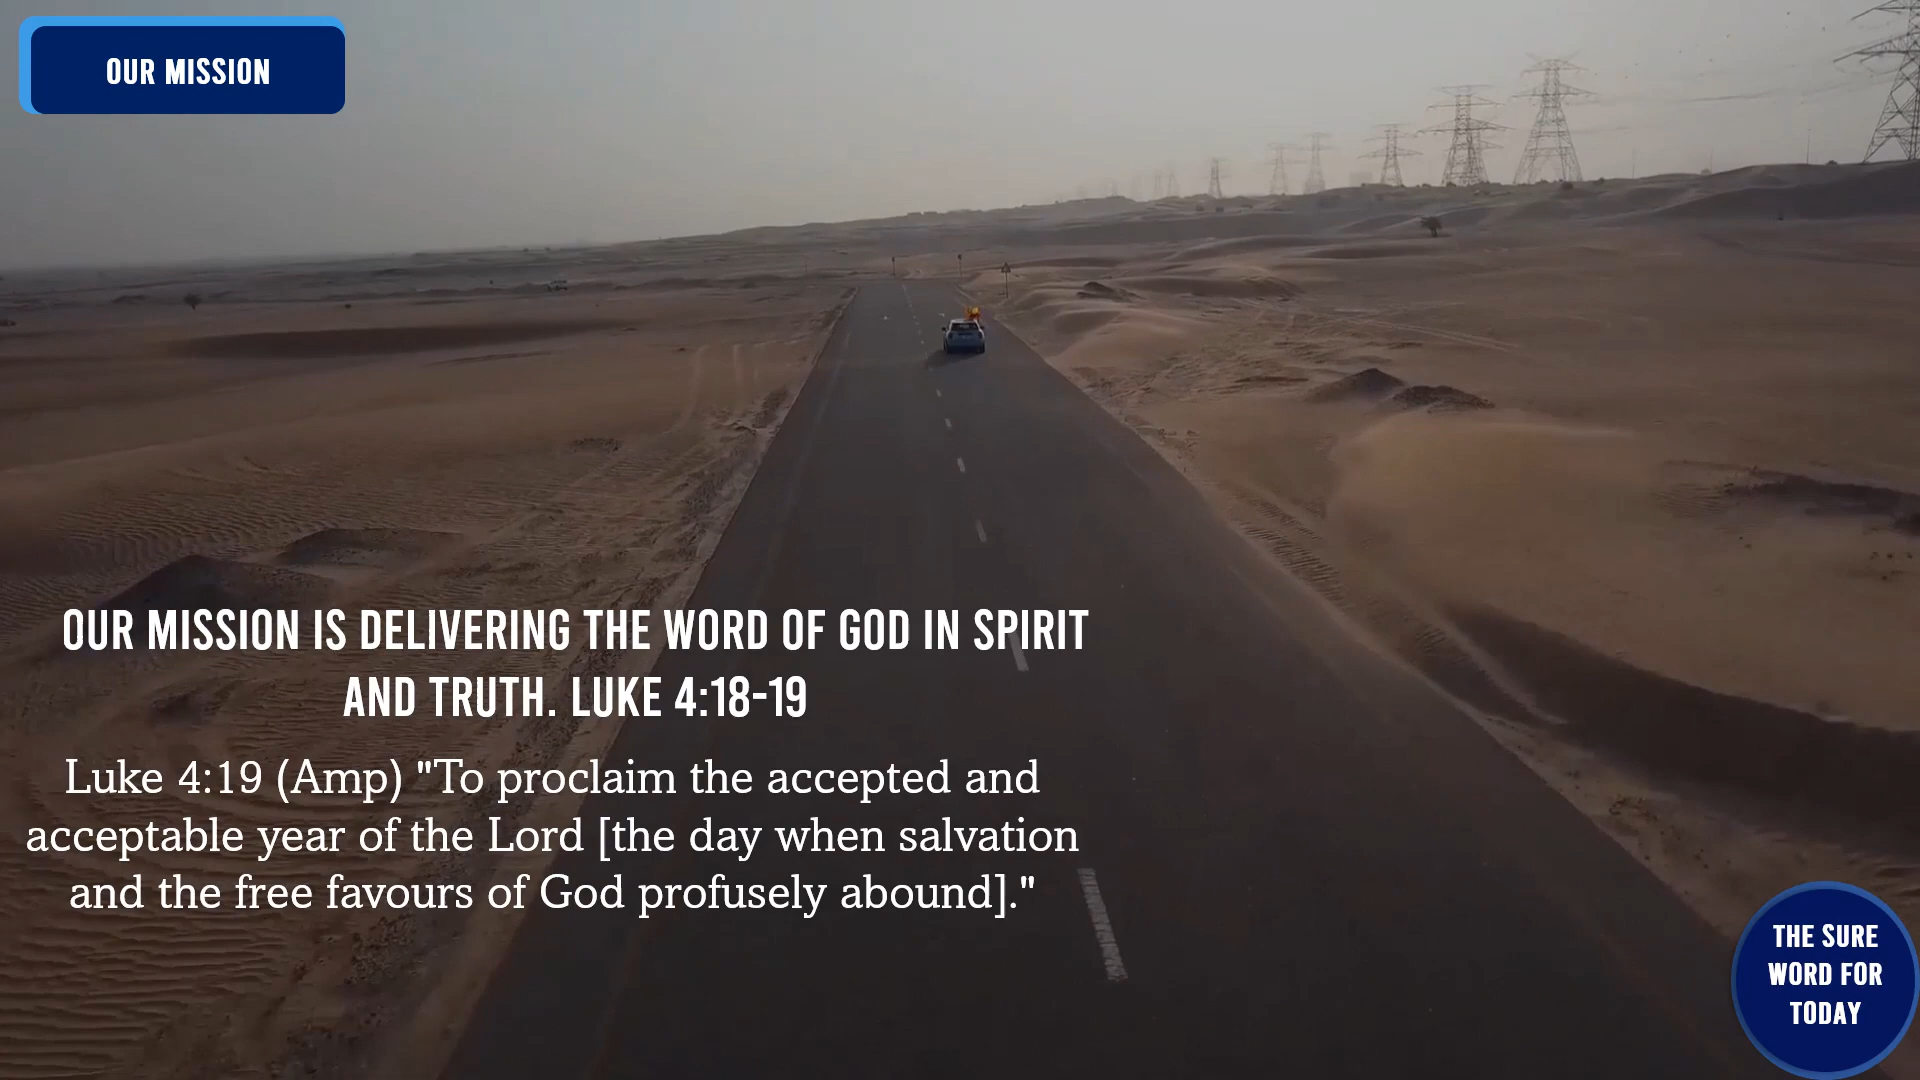 OUR MISSION
OUR MISSION IS DELIVERING THE WORD OF GOD IN SPIRIT
AND TRUTH. LUKE 4:18-19
Luke 4:19 (Amp) "To proclaim the accepted and
acceptable year of the Lord [the day when salvation
and the free favours of God profusely abound]."
THE SURE
WORD FOR
TODAY